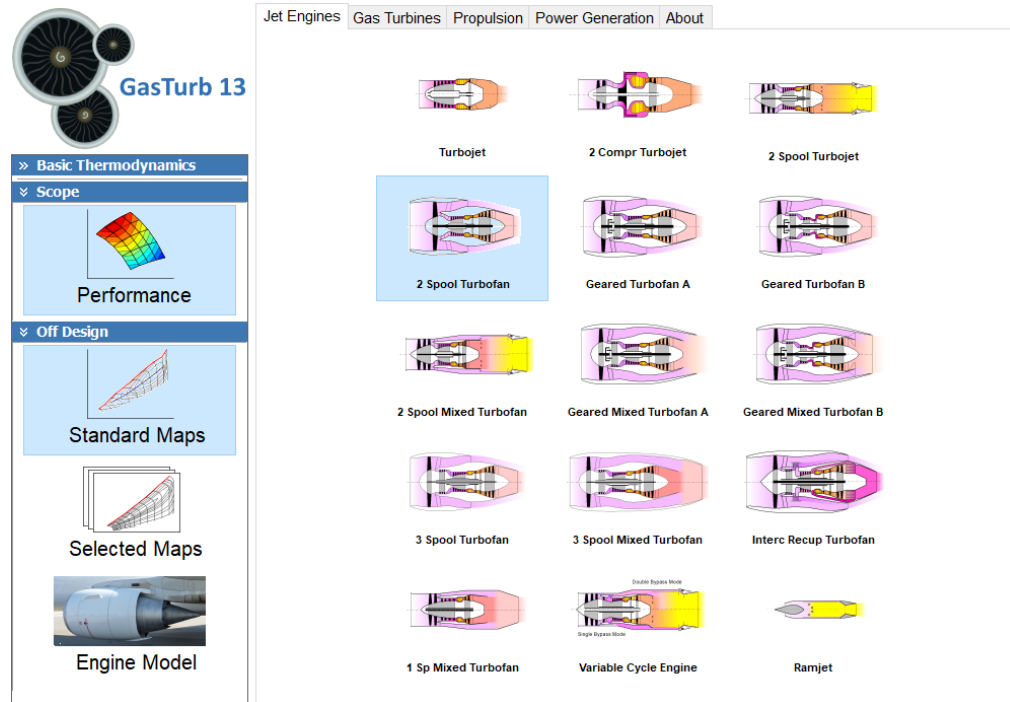 GasTurb 13
» Basic Thermodynamics
Scope
Performance
Off Design
Standard Maps
Selected Maps
Engine Model
Jet Engines Gas Turbines Propulsion Power Generation About
Turbojet 2 Compr Turbojet 2 Spool Turbojet
2 Spool Turbofan Geared Turbofan A Geared Turbofan B
2 Spool Mixed Turbofan Geared Mixed Turbofan A Geared Mixed Turbofan B
3 Spool Turbofan 3 Spool Mixed Turbofan Interc Recup Turbofan
Double Bypass Mode
Single Bypass Mode
1 Sp Mixed Turbofan Variable Cycle Engine Ramjet